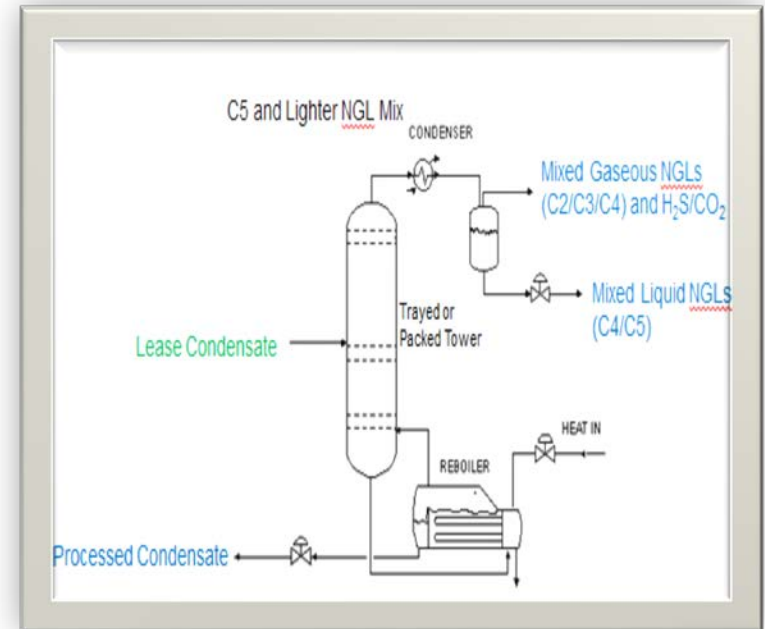 C5 and Lighter NGL Mix
CONDENSER
Mixed Gaseous NGLs
(C2/C3/C4) and H₂S/CO₂
Mixed Liquid NGLs
(C4/C5)
Trayed or
Packed Tower
Lease Condensate
HEAT IN
REBOILER
Processed Condensate